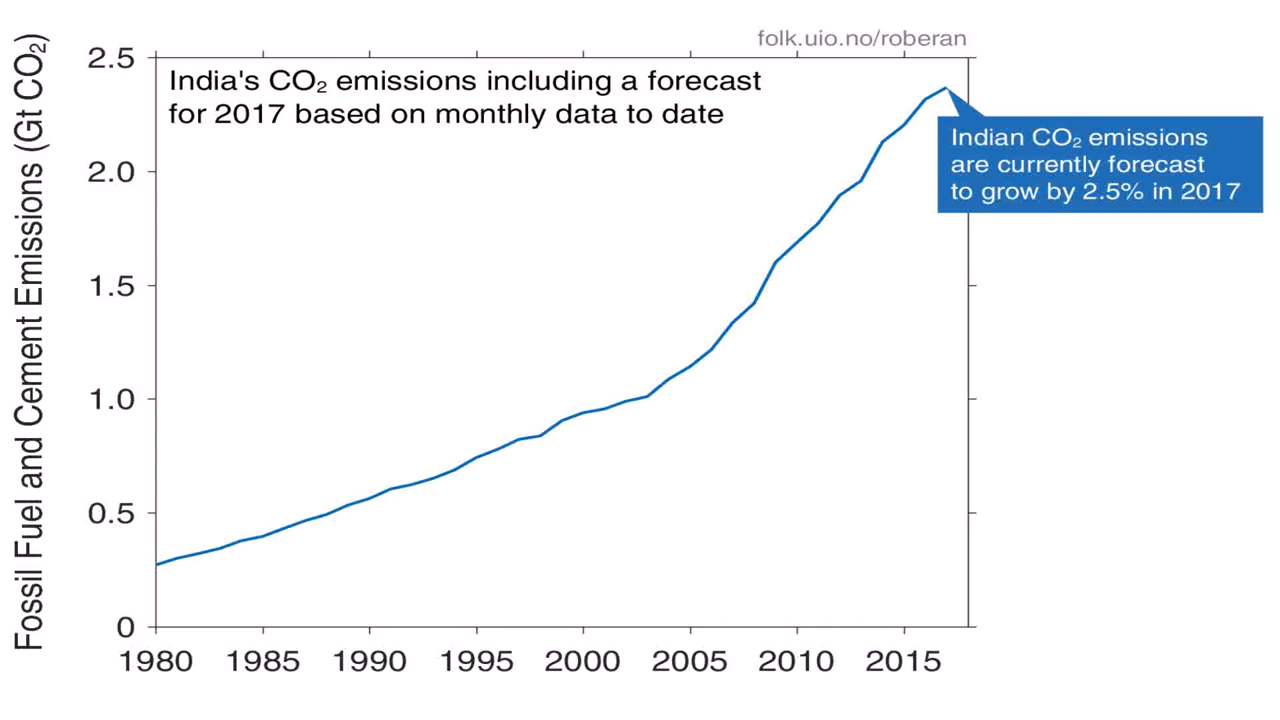 folk.uio.no/roberan
India's CO₂ emissions including a forecast
for 2017 based on monthly data to date
Indian CO₂ emissions
are currently forecast
to grow by 2.5% in 2017
Fossil Fuel and Cement Emissions (Gt CO₂)
2.5
2.0
1.5
1.0
0.5
0
1980 1985 1990 1995 2000 2005 2010 2015